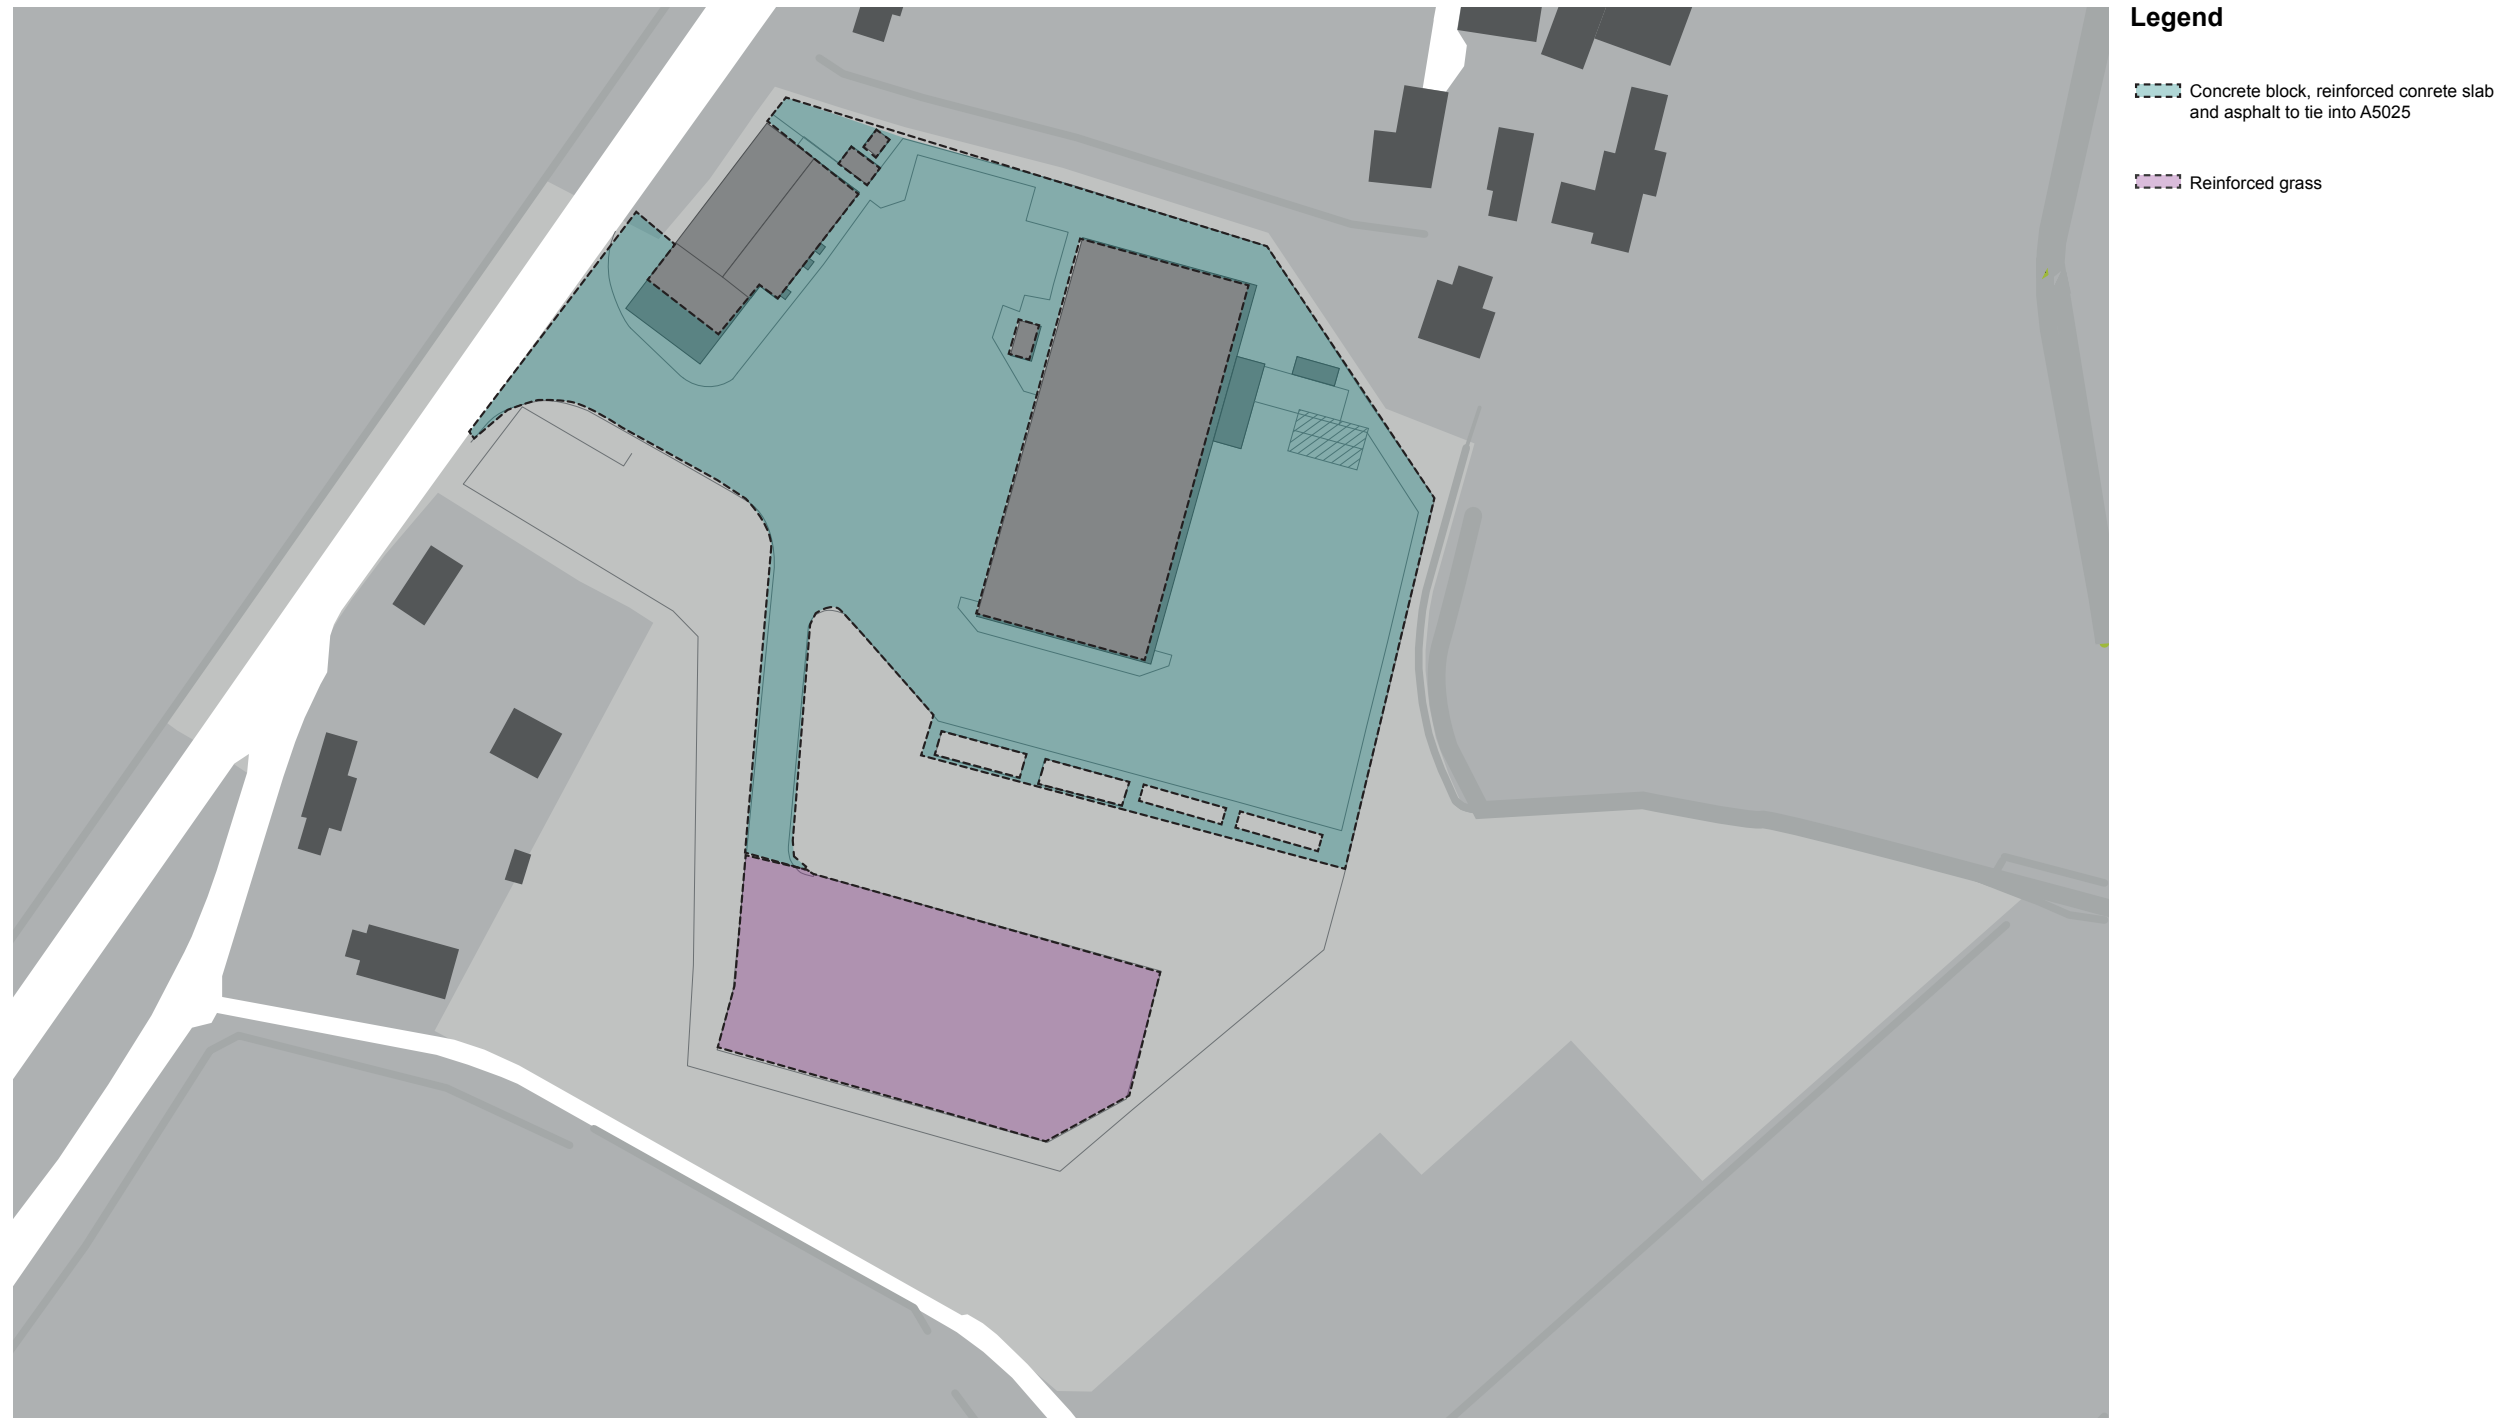 Legend
Concrete block, reinforced conrete slab
and asphalt to tie into A5025
Reinforced grass